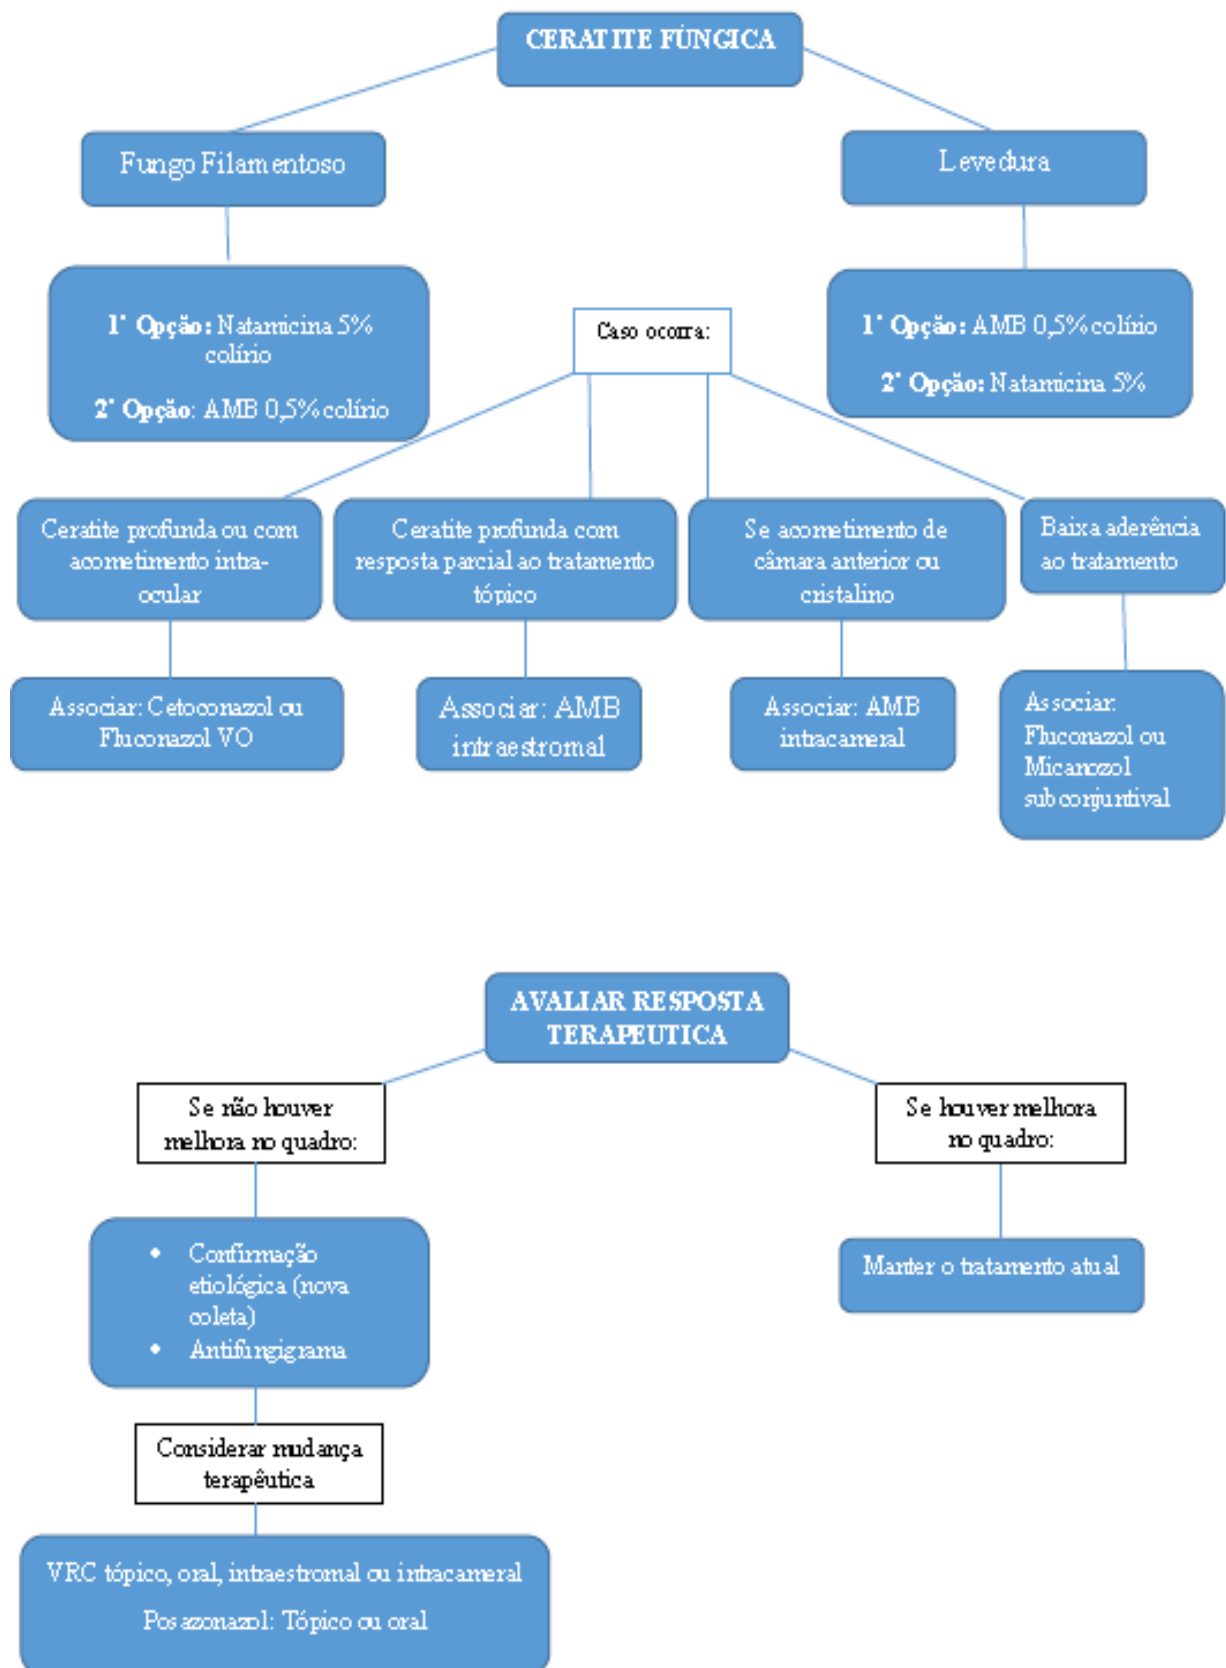 CERATITE FÚNGICA
Fungo Filamentoso
Levedura
1ª Opção: Natamicina 5%
colírio
2ª Opção: AMB 0,5% colírio
Caso ocorra:
1ª Opção: AMB 0,5% colírio
2ª Opção: Natamicina 5%
Ceratite profunda ou com
acometimento intra-
ocular
Ceratite profunda com
resposta parcial ao tratamento
tópico
Se acometimento de
câmara anterior ou
cristalino
Baixa aderência
ao tratamento
Associar: Cetoconazol ou
Fluconazol VO
Associar: AMB
intraestromal
Associar: AMB
intracameral
Associar:
Fluconazol ou
Micanozol
subconjuntival
AVALIAR RESPOSTA
TERAPEUTICA
Se não houver
melhora no quadro:
Se houver melhora
no quadro:
• Confirmação
etiológica (nova
coleta)
• Antifungigrama
Manter o tratamento atual
Considerar mudança
terapêutica
VRC tópico, oral, intraestromal ou intracameral
Posazonazol: Tópico ou oral